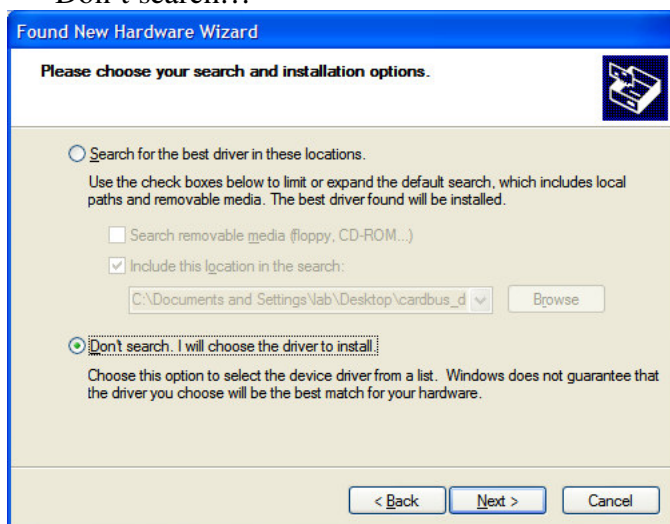 Don't search…
Found New Hardware Wizard
Please choose your search and installation options.
Search for the best driver in these locations.
Use the check boxes below to limit or expand the default search, which includes local
paths and removable media. The best driver found will be installed.
Search removable media (floppy, CD-ROM...)
Include this location in the search:
C:\Documents and Settings\lab\Desktop\cardbus_d
Browse
Don't search. I will choose the driver to install.
Choose this option to select the device driver from a list. Windows does not guarantee that
the driver you choose will be the best match for your hardware.
< Back Next > Cancel